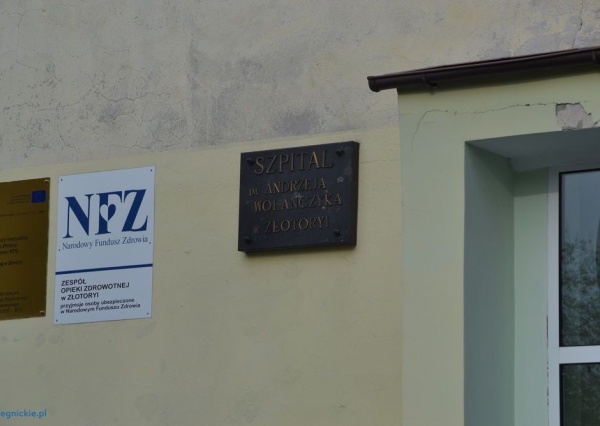 NFZ
Narodowy Fundusz Zdrowia
ZESPÓŁ
OPIEKI ZDROWOTNEJ
w ZŁOTORYI
przyjmuje osoby ubezpieczone
w Narodowym Funduszu Zdrowia
SZPITAL
IM. ANDRZEJA
WOLAŃCZYKA
W ZŁOTORYI
egnickie.pl